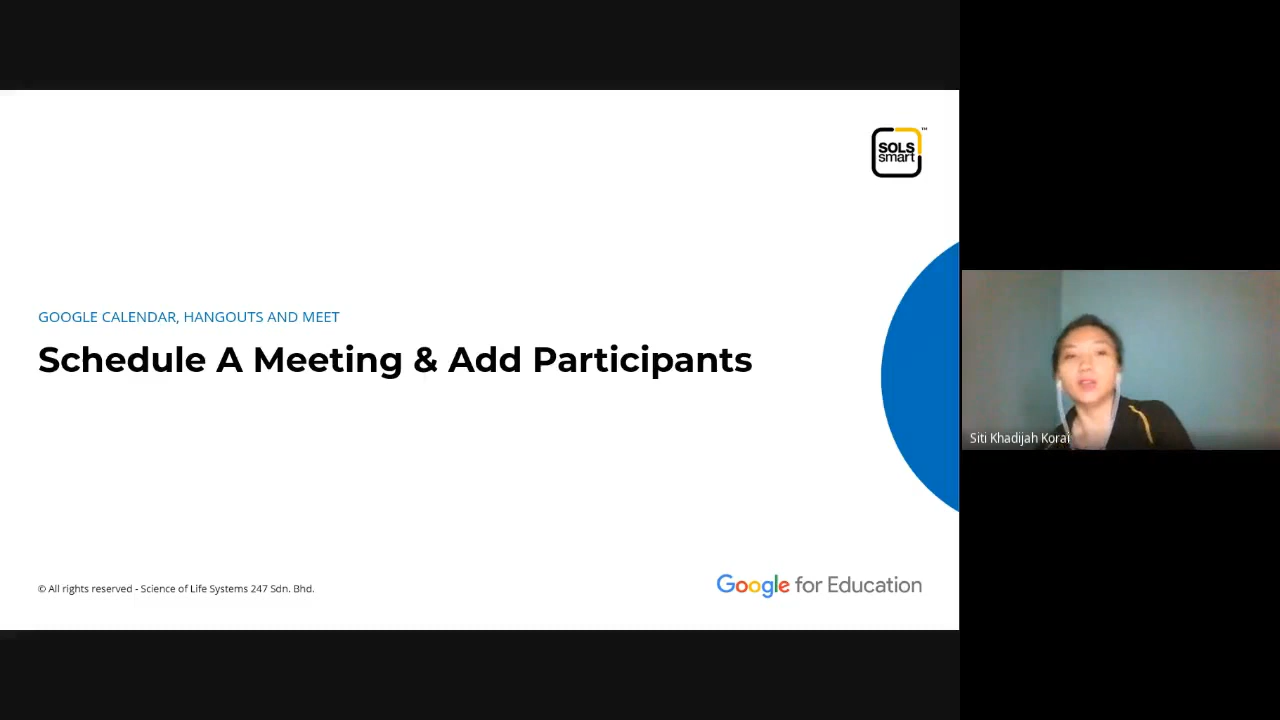 SOLS
smart
™
GOOGLE CALENDAR, HANGOUTS AND MEET
Schedule A Meeting & Add Participants
Siti Khadijah Korai
© All rights reserved - Science of Life Systems 247 Sdn. Bhd.
Google for Education